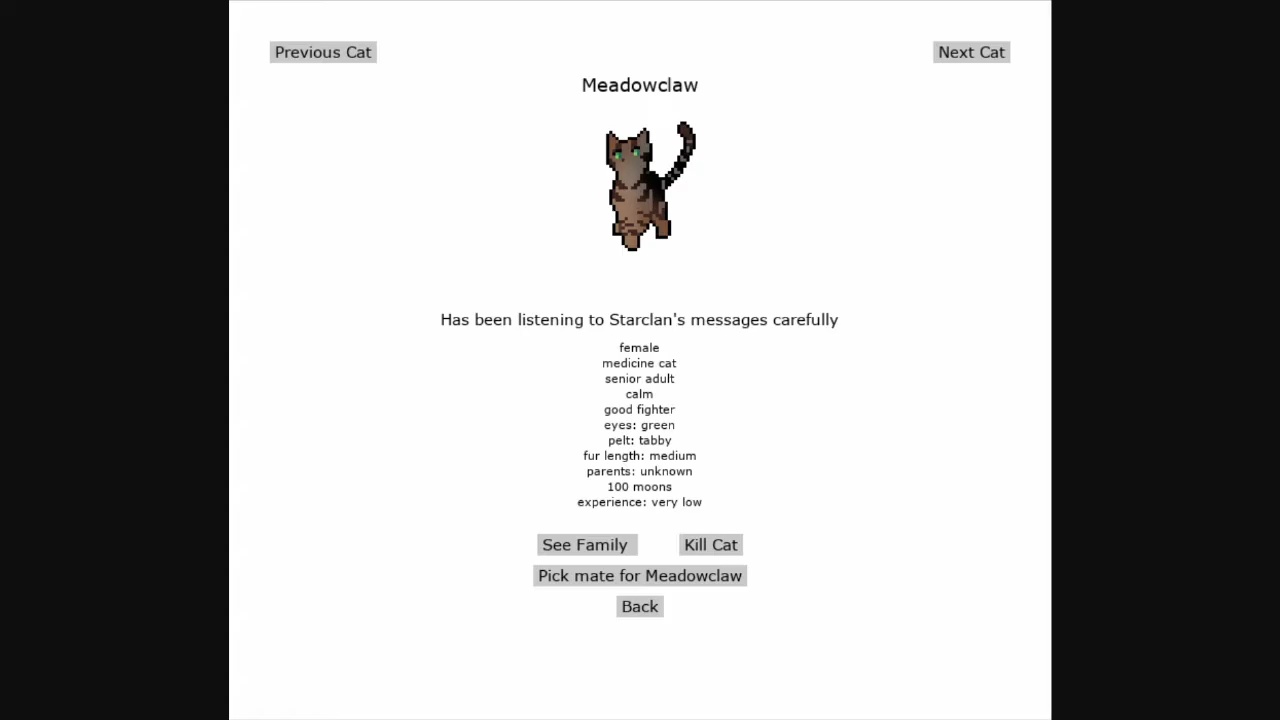 Previous Cat
Next Cat
Meadowclaw
Has been listening to Starclan's messages carefully
female
medicine cat
senior adult
calm
good fighter
eyes: green
pelt: tabby
fur length: medium
parents: unknown
100 moons
experience: very low
See Family
Kill Cat
Pick mate for Meadowclaw
Back